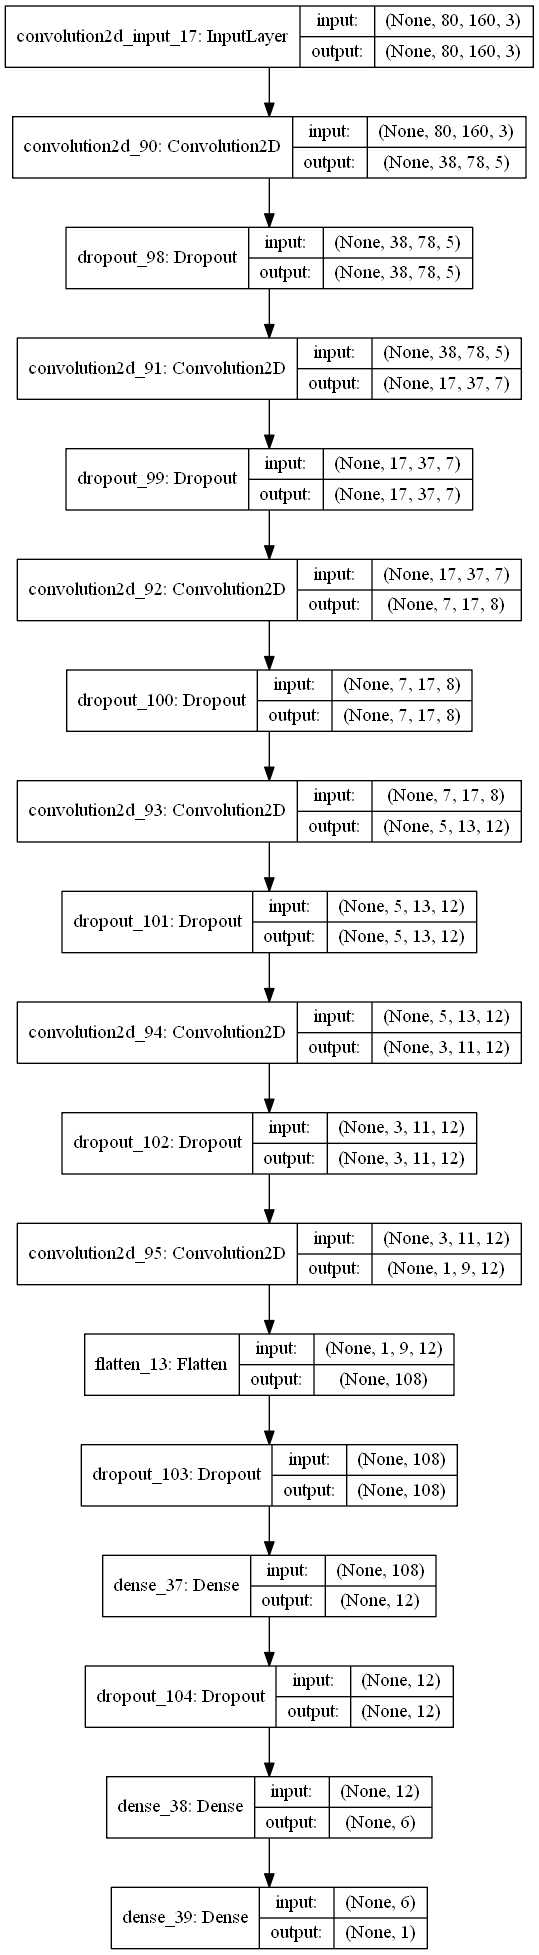 convolution2d_input_17: InputLayer
input: (None, 80, 160, 3)
output: (None, 80, 160, 3)
convolution2d_90: Convolution2D
input: (None, 80, 160, 3)
output: (None, 38, 78, 5)
dropout_98: Dropout
input: (None, 38, 78, 5)
output: (None, 38, 78, 5)
convolution2d_91: Convolution2D
input: (None, 38, 78, 5)
output: (None, 17, 37, 7)
dropout_99: Dropout
input: (None, 17, 37, 7)
output: (None, 17, 37, 7)
convolution2d_92: Convolution2D
input: (None, 17, 37, 7)
output: (None, 7, 17, 8)
dropout_100: Dropout
input: (None, 7, 17, 8)
output: (None, 7, 17, 8)
convolution2d_93: Convolution2D
input: (None, 7, 17, 8)
output: (None, 5, 13, 12)
dropout_101: Dropout
input: (None, 5, 13, 12)
output: (None, 5, 13, 12)
convolution2d_94: Convolution2D
input: (None, 5, 13, 12)
output: (None, 3, 11, 12)
dropout_102: Dropout
input: (None, 3, 11, 12)
output: (None, 3, 11, 12)
convolution2d_95: Convolution2D
input: (None, 3, 11, 12)
output: (None, 1, 9, 12)
flatten_13: Flatten
input: (None, 1, 9, 12)
output: (None, 108)
dropout_103: Dropout
input: (None, 108)
output: (None, 108)
dense_37: Dense
input: (None, 108)
output: (None, 12)
dropout_104: Dropout
input: (None, 12)
output: (None, 12)
dense_38: Dense
input: (None, 12)
output: (None, 6)
dense_39: Dense
input: (None, 6)
output: (None, 1)